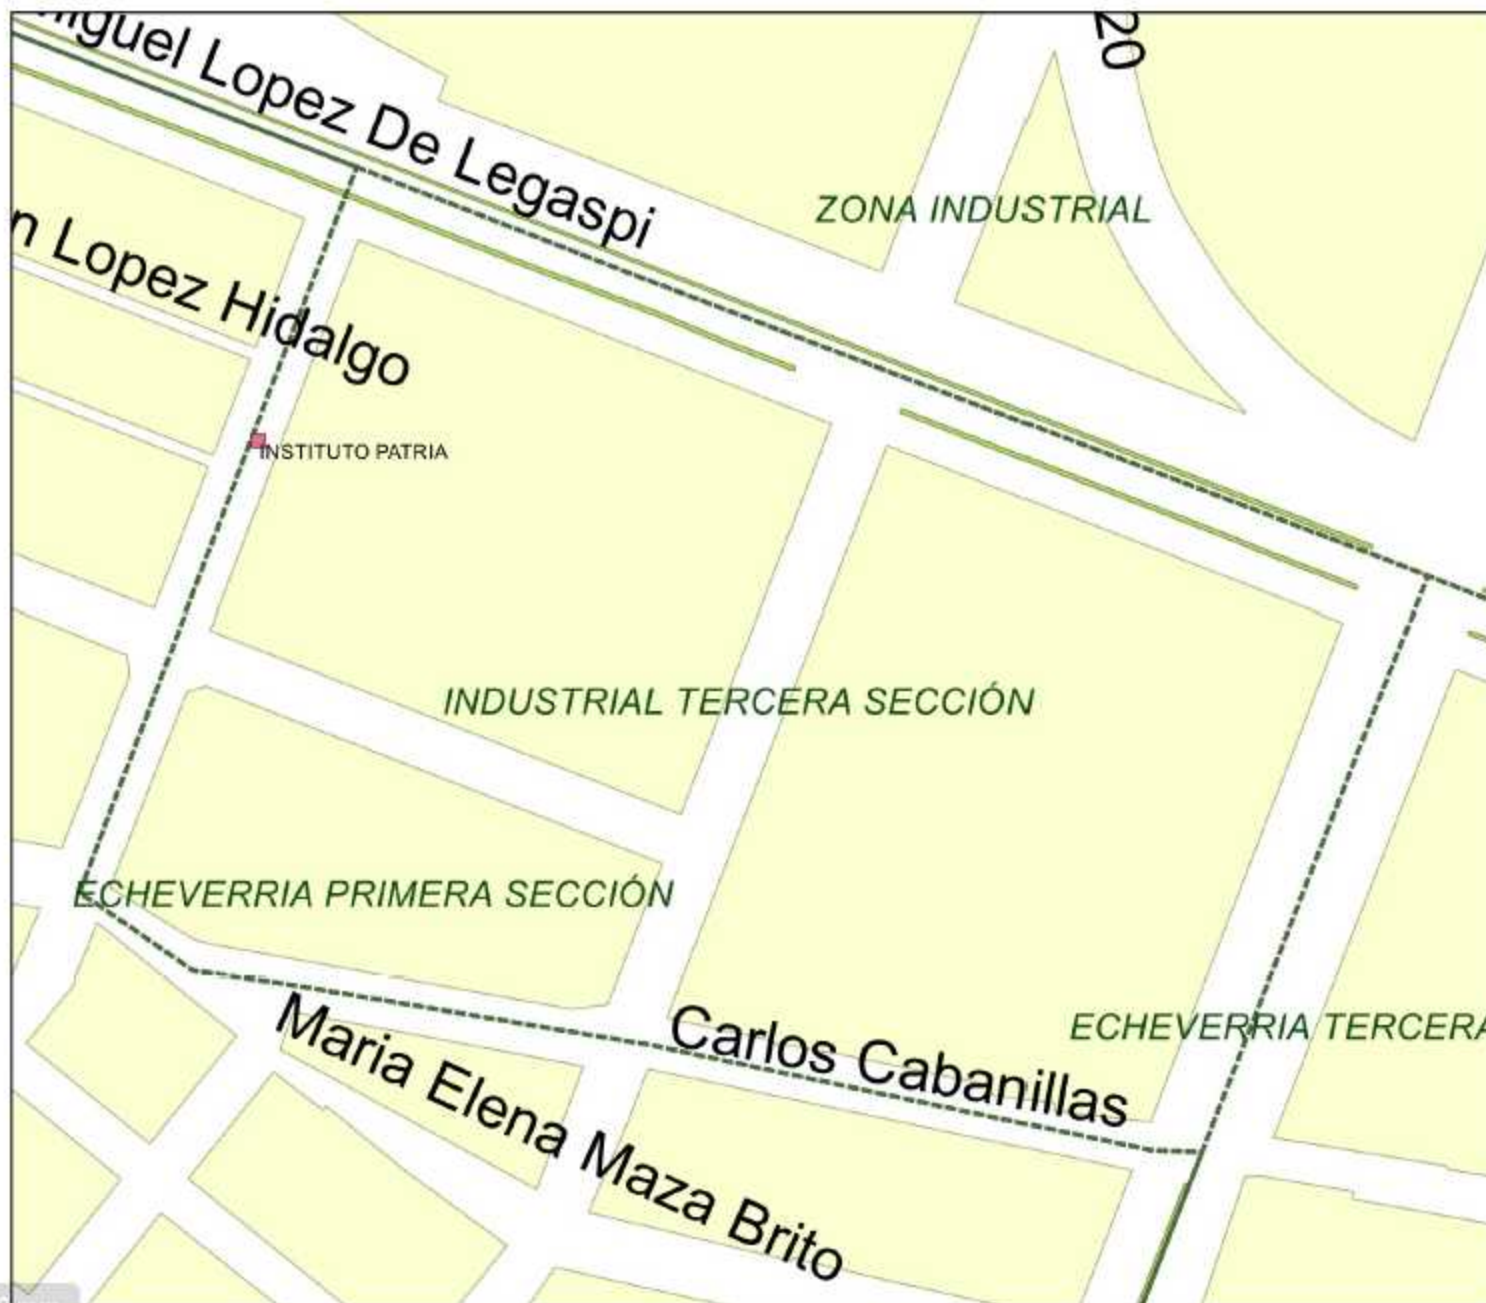 Miguel Lopez De Legaspi
20
ZONA INDUSTRIAL
n Lopez Hidalgo
INSTITUTO PATRIA
INDUSTRIAL TERCERA SECCIÓN
ECHEVERRIA PRIMERA SECCIÓN
Carlos Cabanillas
ECHEVERRIA TERCERA
Maria Elena Maza Brito